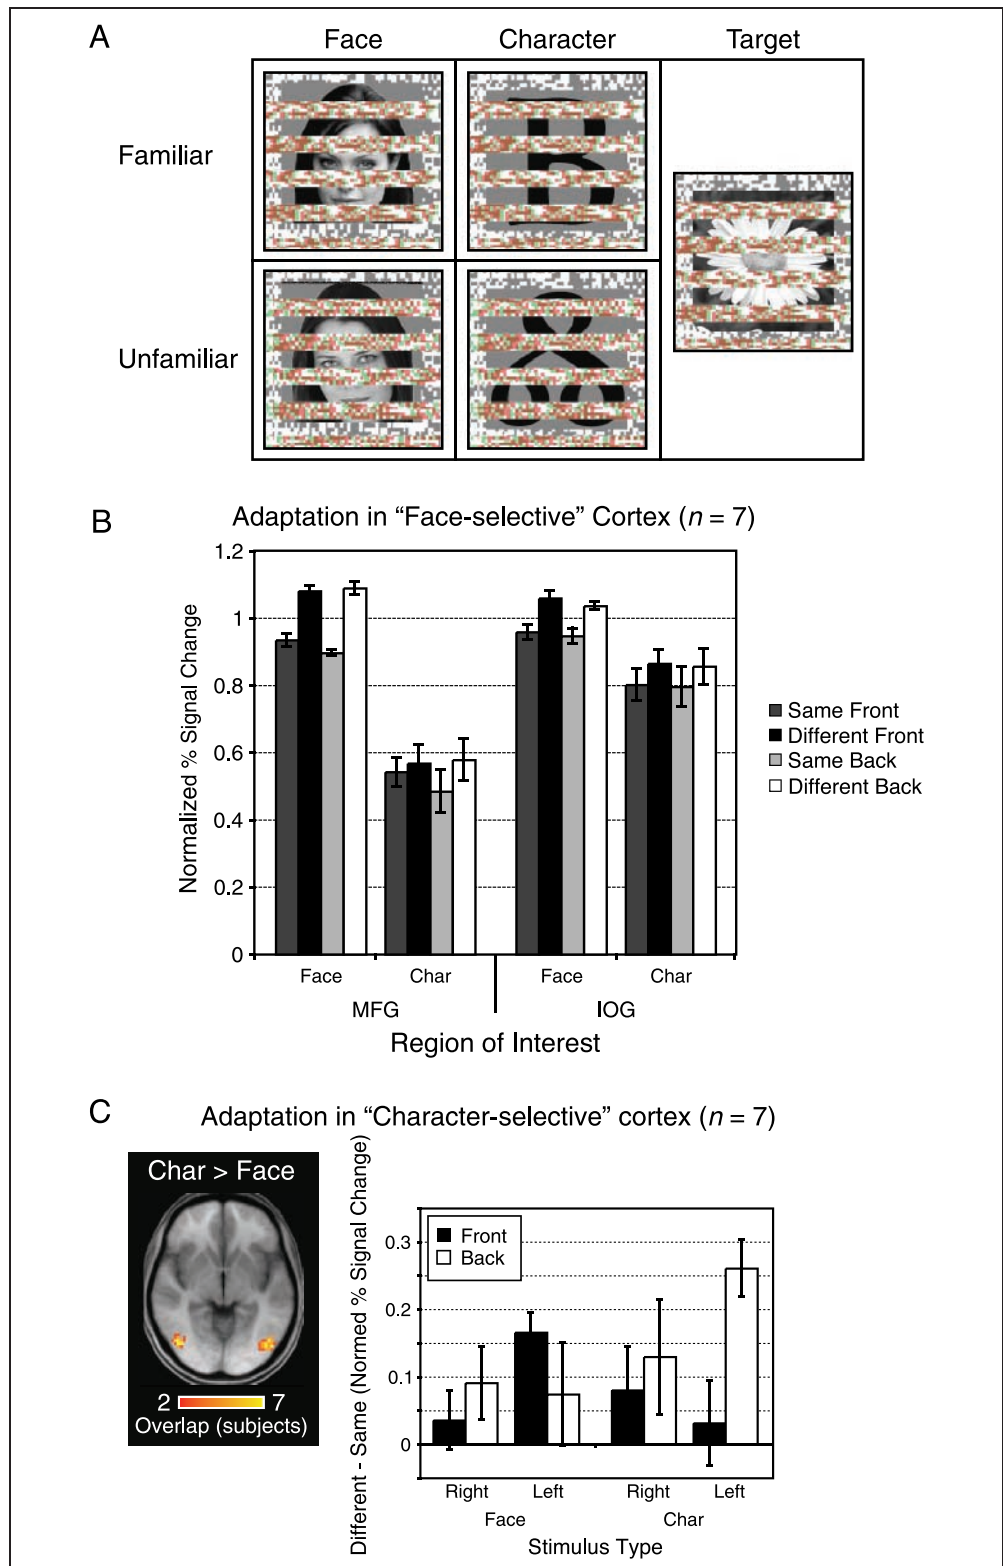 A
Face
Character
Target
Familiar
Unfamiliar
B
Adaptation in “Face-selective” Cortex (n = 7)
Normalized % Signal Change
1.2
1
0.8
0.6
0.4
0.2
0
Face
Char
Face
Char
MFG
IOG
Region of Interest
Same Front
Different Front
Same Back
Different Back
C
Adaptation in “Character-selective” cortex (n = 7)
Char > Face
2
7
Overlap (subjects)
Different - Same (Normed % Signal Change)
0.3
0.2
0.1
0
Front
Back
Right
Left
Right
Left
Face
Char
Stimulus Type